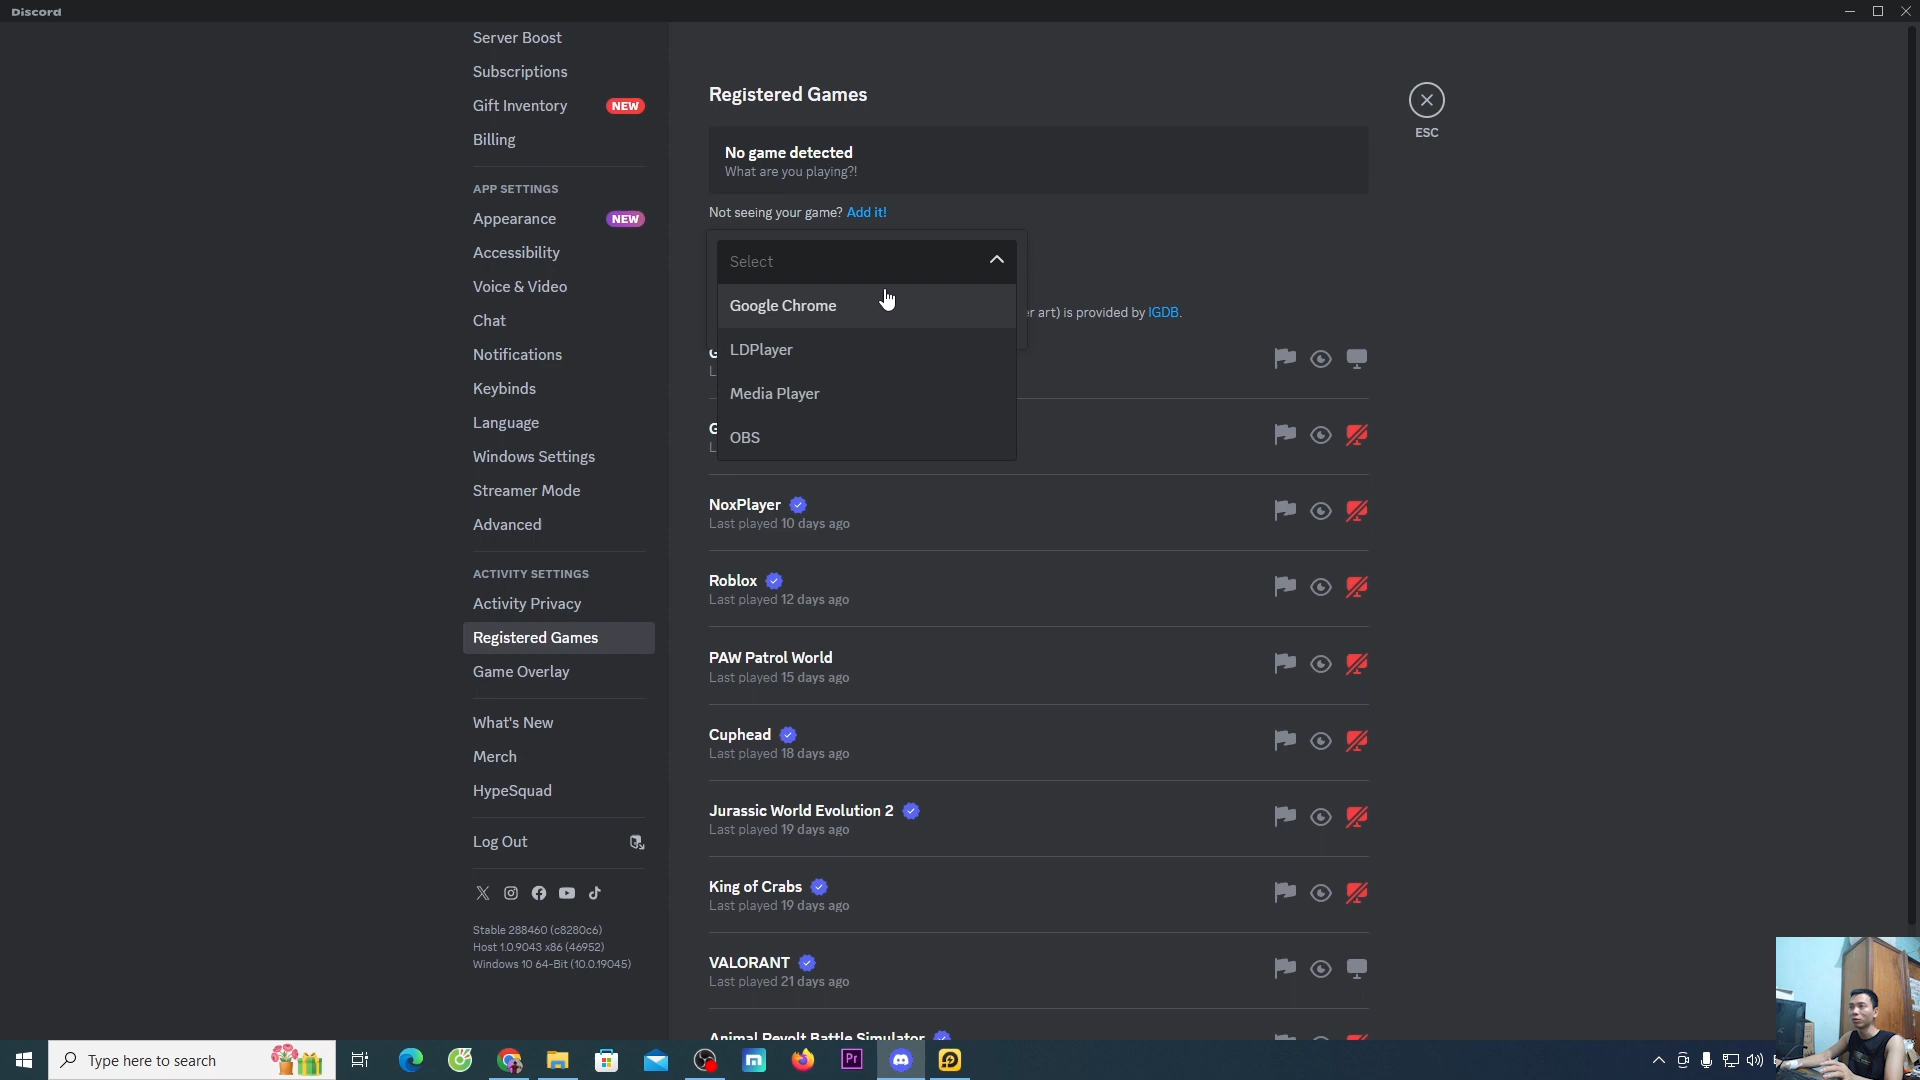 Discord
Server Boost
Subscriptions
Gift Inventory NEW
Billing
APP SETTINGS
Appearance NEW
Accessibility
Voice & Video
Chat
Notifications
Keybinds
Language
Windows Settings
Streamer Mode
Advanced
ACTIVITY SETTINGS
Activity Privacy
Registered Games
Game Overlay
What's New
Merch
HypeSquad
Log Out
Stable 288460 (c8280c6)
Host 1.0.9043 x86 (46952)
Windows 10 64-Bit (10.0.19045)
Registered Games
ESC
No game detected
What are you playing?!
Not seeing your game? Add it!
Select
Google Chrome
LDPlayer
Media Player
OBS
er art) is provided by IGDB.
G
L
G
L
NoxPlayer
Last played 10 days ago
Roblox
Last played 12 days ago
PAW Patrol World
Last played 15 days ago
Cuphead
Last played 18 days ago
Jurassic World Evolution 2
Last played 19 days ago
King of Crabs
Last played 19 days ago
VALORANT
Last played 21 days ago
Animal Revolt Battle Simulator
Type here to search
Pr